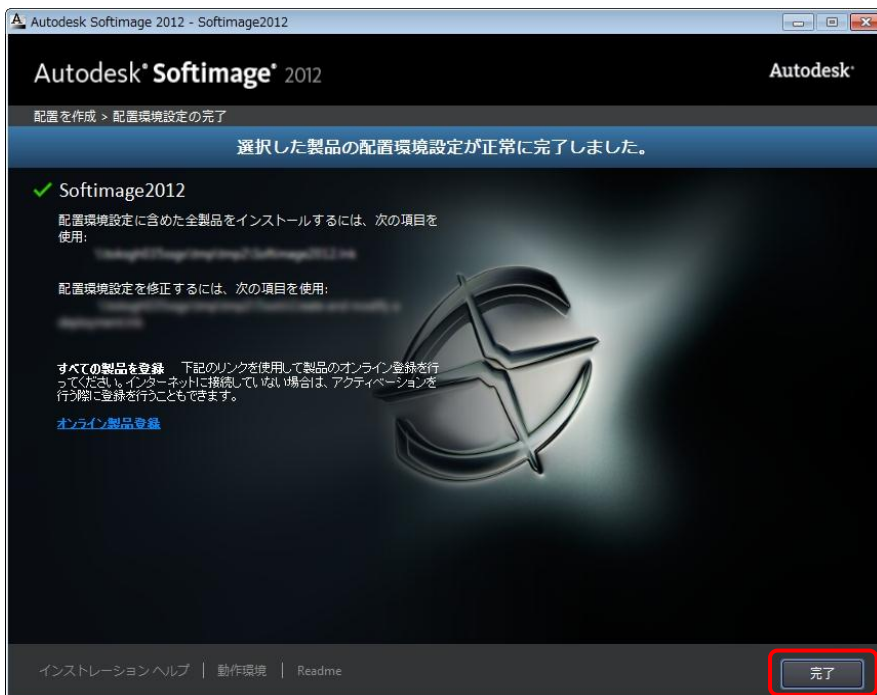 Autodesk Softimage 2012 - Softimage2012
Autodesk® Softimage® 2012
Autodesk®
配置を作成 > 配置環境設定の完了
選択した製品の配置環境設定が正常に完了しました。
Softimage2012
配置環境設定に含めた全製品をインストールするには、次の項目を
使用:
配置環境設定を修正するには、次の項目を使用:
すべての製品を登録 下記のリンクを使用して製品のオンライン登録を行
ってください。インターネットに接続していない場合は、アクティベーションを
行う際に登録を行うこともできます。
オンライン製品登録
インストレーション ヘルプ | 動作環境 | Readme
完了